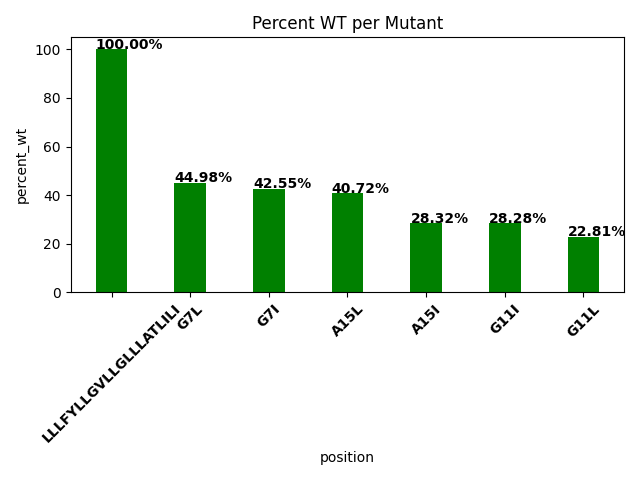 Percent WT per Mutant
percent_wt
100
80
60
40
20
0
100.00%
44.98%
42.55%
40.72%
28.32%
28.28%
22.81%
LLLFYLLGVLLGLLLATLILI
G7L
G7I
A15L
A15I
G11I
G11L
position